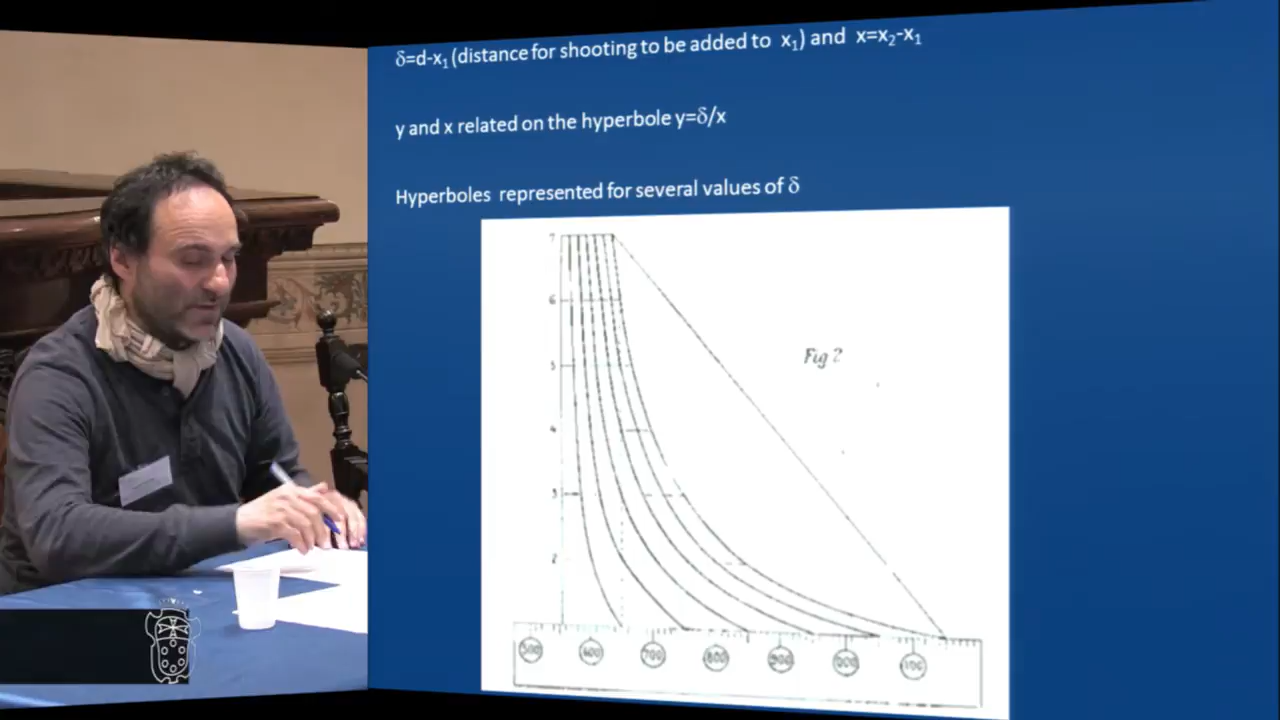 δ=d-x₁(distance for shooting to be added to x₁) and x=x₂-x₁
y and x related on the hyperbole y=δ/x
Hyperboles represented for several values of δ
7
6
5
4
3
2
Fig 2
500
600
700
800
900